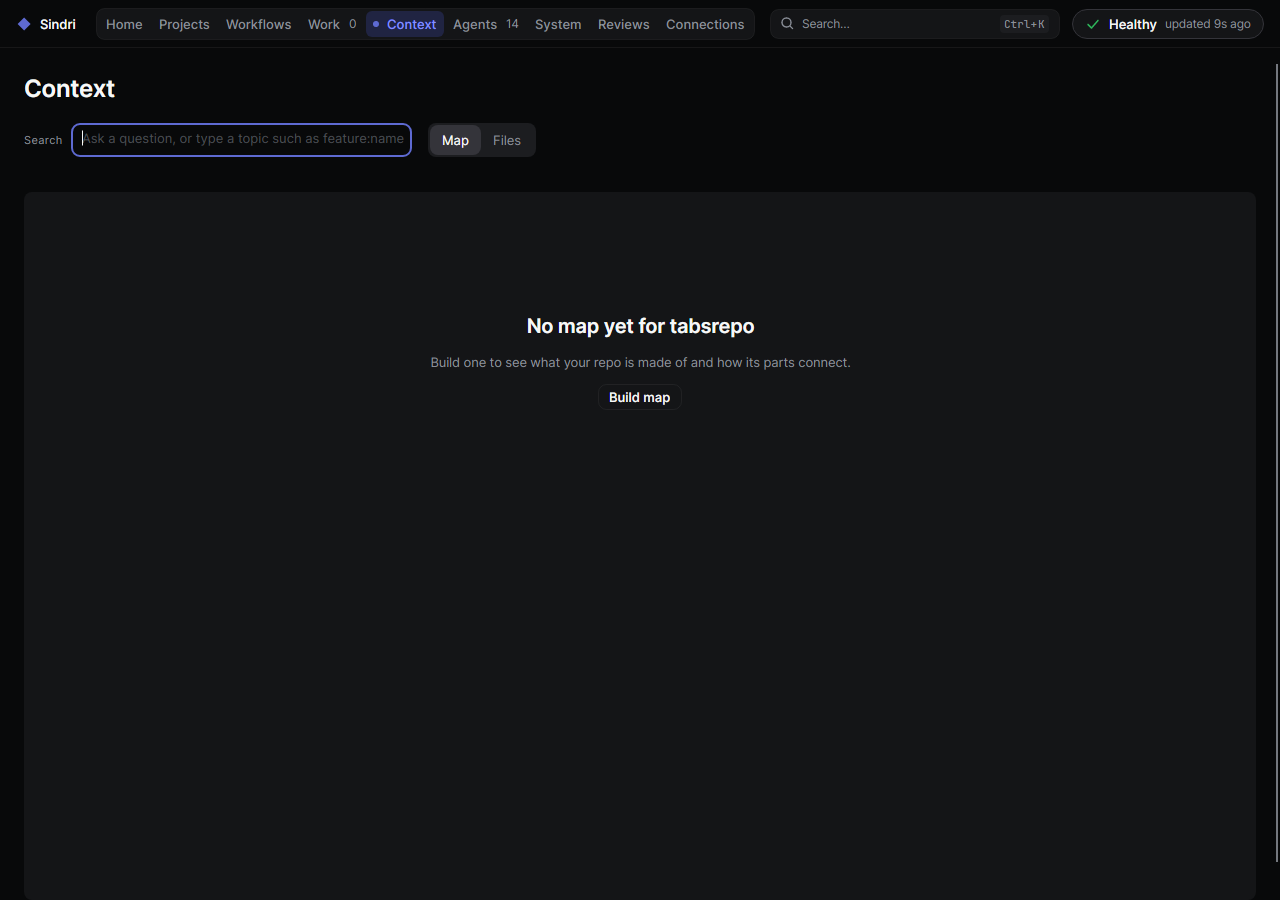 Sindri
Home Projects Workflows Work 0 Context Agents 14 System Reviews Connections
Search... Ctrl+K
Healthy updated 9s ago
Context
Search
Ask a question, or type a topic such as feature:name
Map Files
No map yet for tabsrepo
Build one to see what your repo is made of and how its parts connect.
Build map